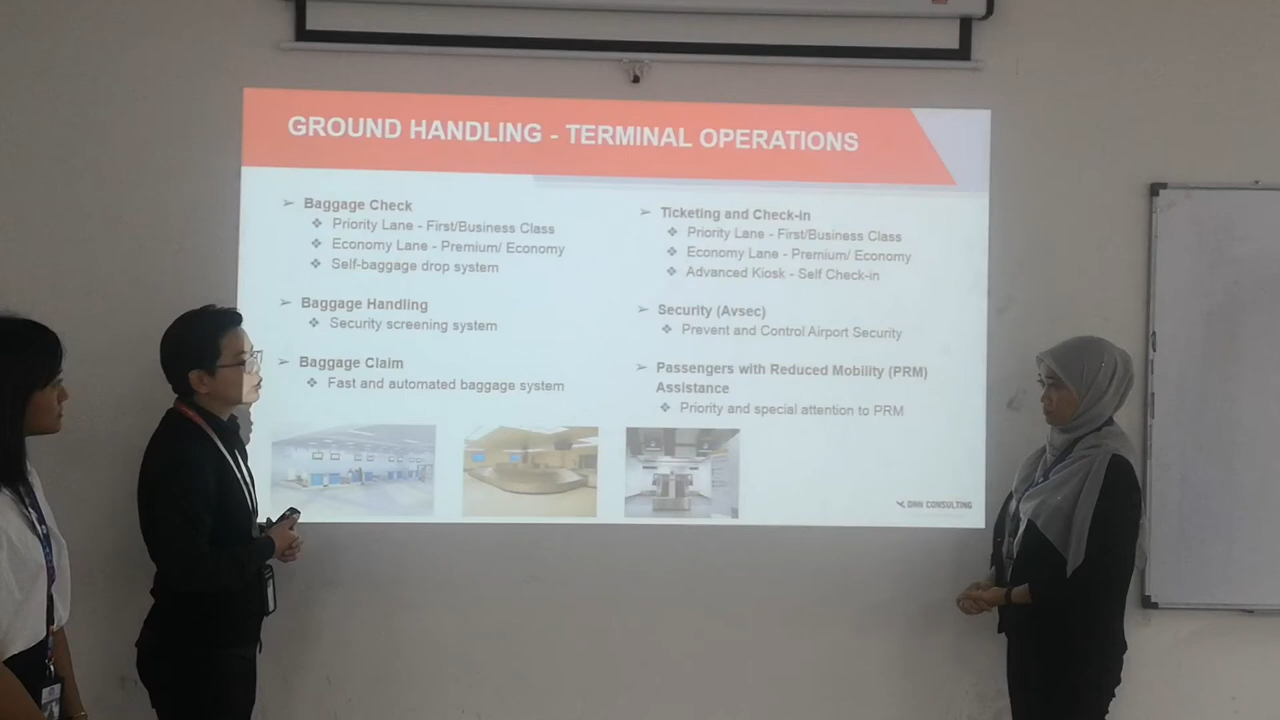 GROUND HANDLING - TERMINAL OPERATIONS
➢ Baggage Check
❖ Priority Lane - First/Business Class
❖ Economy Lane - Premium/ Economy
❖ Self-baggage drop system
➢ Baggage Handling
❖ Security screening system
➢ Baggage Claim
❖ Fast and automated baggage system
➢ Ticketing and Check-in
❖ Priority Lane - First/Business Class
❖ Economy Lane - Premium/ Economy
❖ Advanced Kiosk - Self Check-in
➢ Security (Avsec)
❖ Prevent and Control Airport Security
➢ Passengers with Reduced Mobility (PRM)
Assistance
❖ Priority and special attention to PRM
CONSULTING